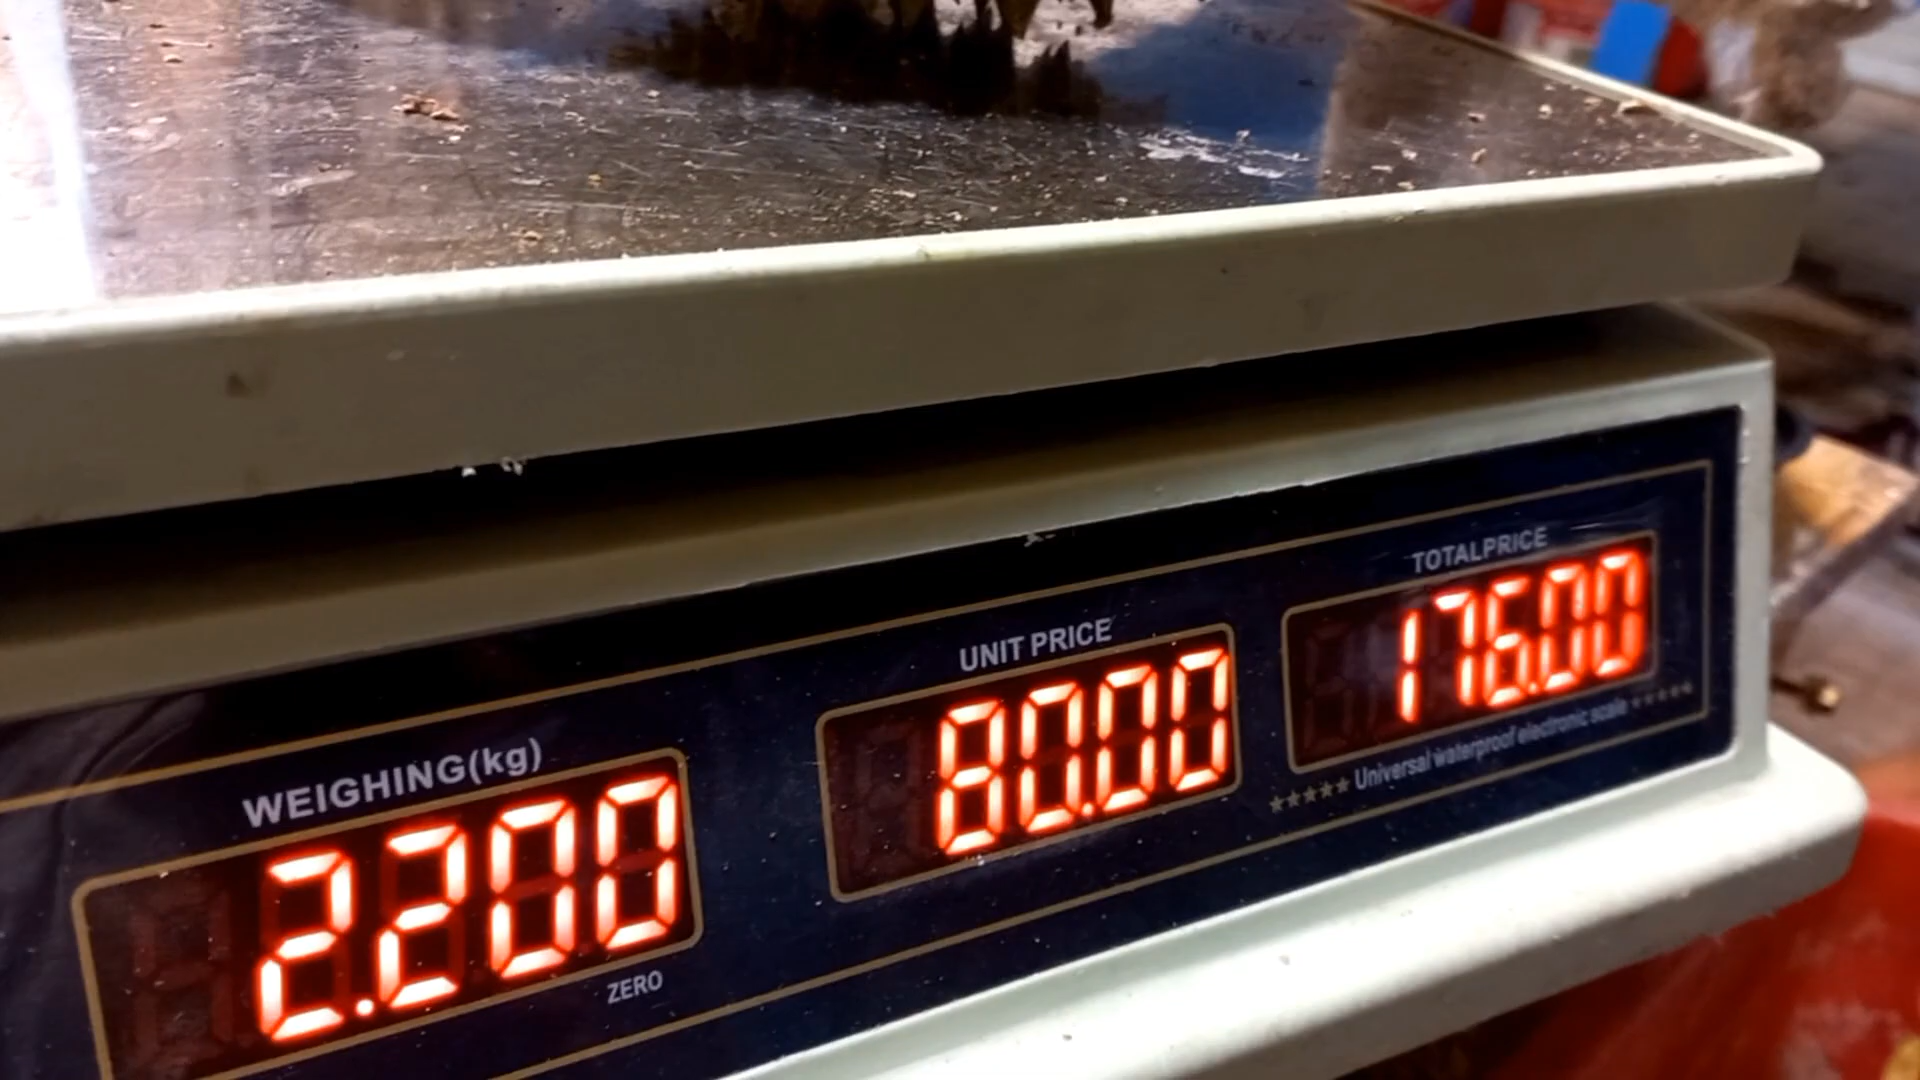 TOTALPRICE
176.00
UNIT PRICE
80.00
★★★★★ Universal waterproof electronic scale ★★★★★
WEIGHING(kg)
2.200
ZERO